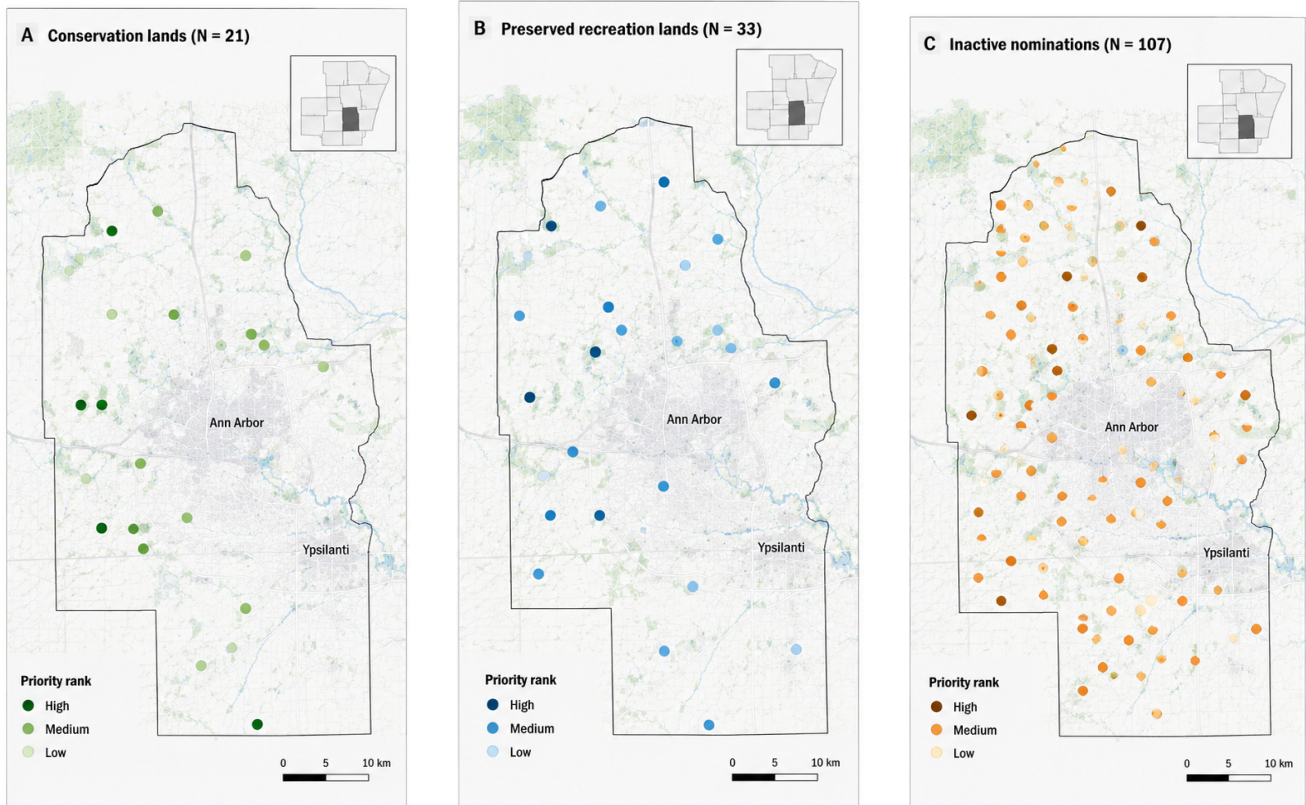 A Conservation lands (N = 21)
Ann Arbor
Ypsilanti
Priority rank
High
Medium
Low
0 5 10 km
B Preserved recreation lands (N = 33)
Ann Arbor
Ypsilanti
Priority rank
High
Medium
Low
0 5 10 km
C Inactive nominations (N = 107)
Ann Arbor
Ypsilanti
Priority rank
High
Medium
Low
0 5 10 km